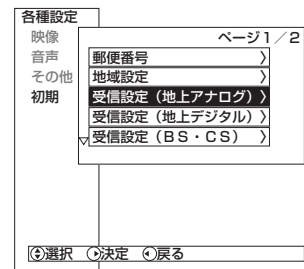 各種設定
映像
音声
その他
初期
ページ1／2
郵便番号 〉
地域設定 〉
受信設定（地上アナログ）〉
受信設定（地上デジタル）〉
受信設定（ＢＳ・ＣＳ）〉
選択 決定 戻る